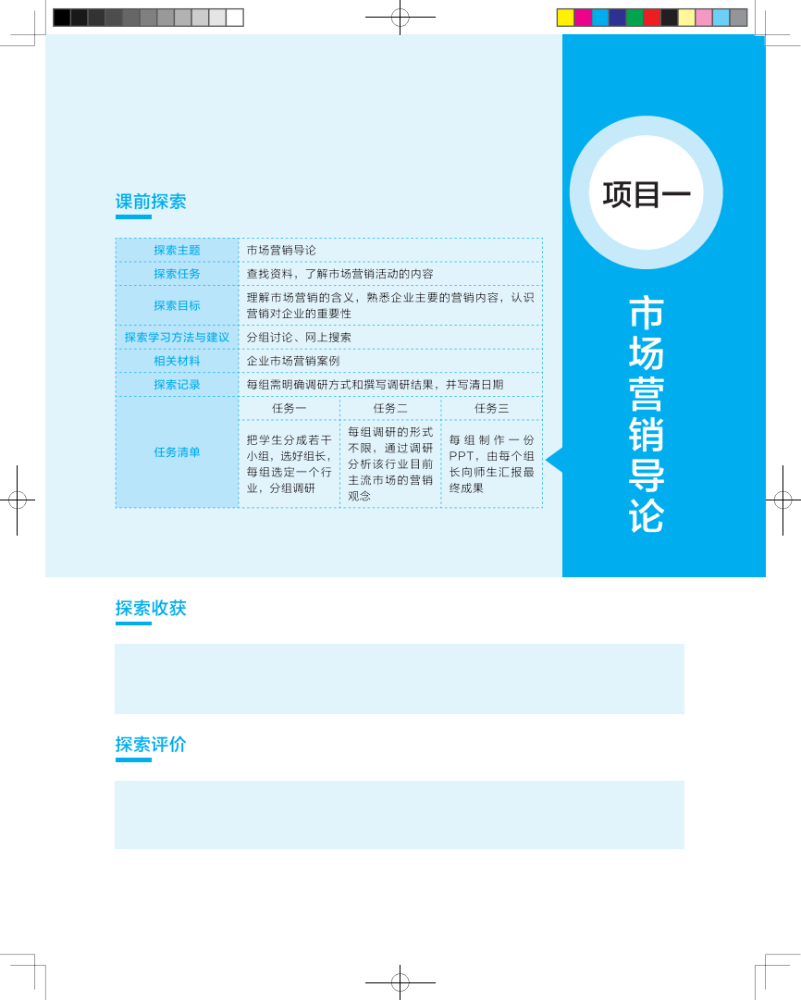 项目一
市场营销导论
课前探索
探索主题
市场营销导论
探索任务
查找资料，了解市场营销活动的内容
探索目标
理解市场营销的含义，熟悉企业主要的营销内容，认识
营销对企业的重要性
探索学习方法与建议
分组讨论、网上搜索
相关材料
企业市场营销案例
探索记录
每组需明确调研方式和撰写调研结果，并写清日期
任务清单
任务一
任务二
任务三
把学生分成若干
小组，选好组长，
每组选定一个行
业，分组调研
每组调研的形式
不限，通过调研
分析该行业目前
主流市场的营销
观念
每组制作一份
PPT，由每个组
长向师生汇报最
终成果
探索收获
探索评价